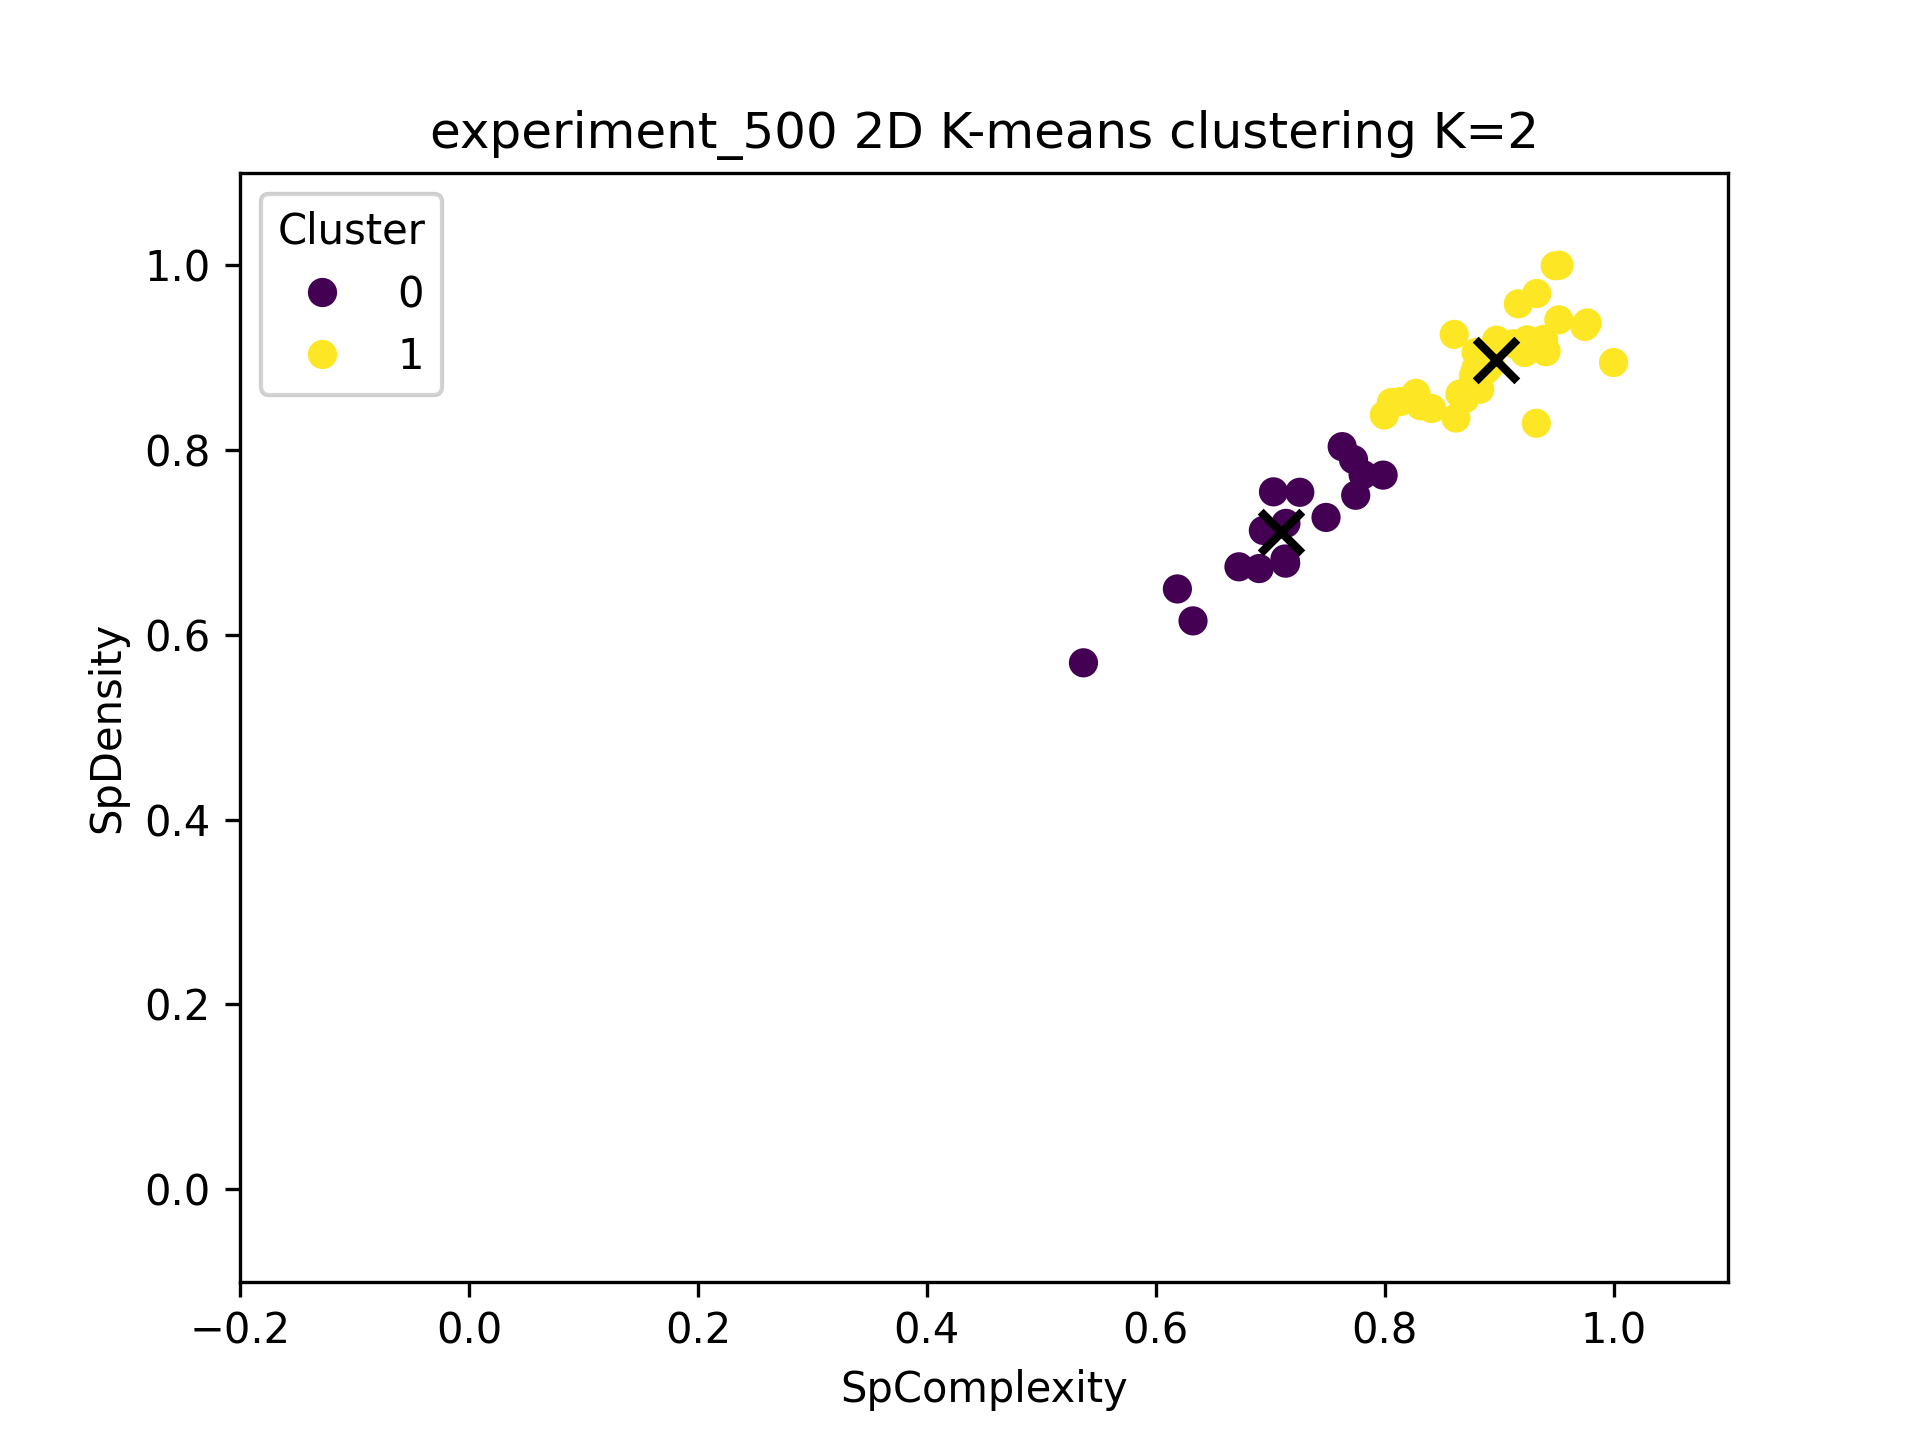 experiment_500 2D K-means clustering K=2
Cluster
0
1
1.0
0.8
0.6
0.4
0.2
0.0
SpDensity
−0.2 0.0 0.2 0.4 0.6 0.8 1.0
SpComplexity